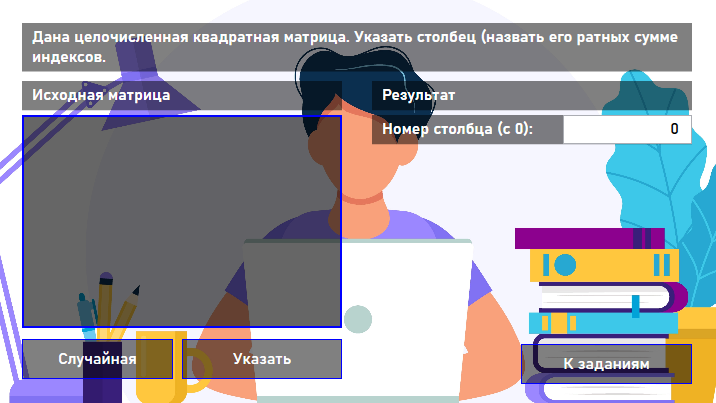 Дана целочисленная квадратная матрица. Указать столбец (назвать его ратных сумме
индексов.
Исходная матрица
Результат
Номер столбца (с 0):
0
Случайная
Указать
К заданиям